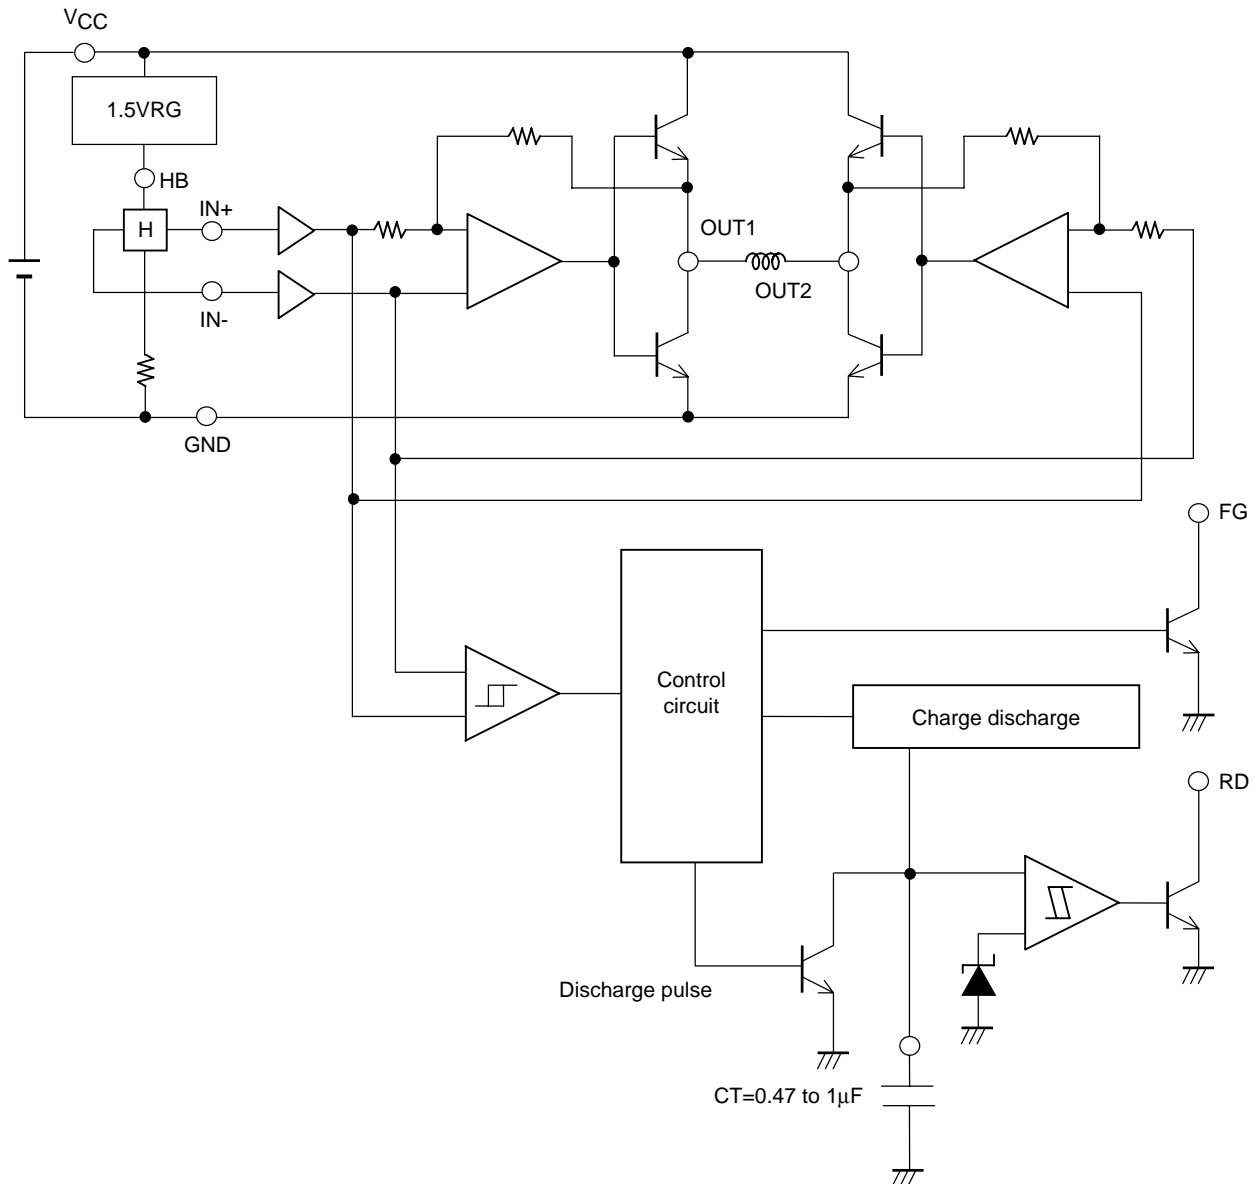 VCC
1.5VRG
HB
H
IN+
IN-
GND
OUT1
OUT2
FG
Control
circuit
Charge discharge
RD
Discharge pulse
CT=0.47 to 1μF